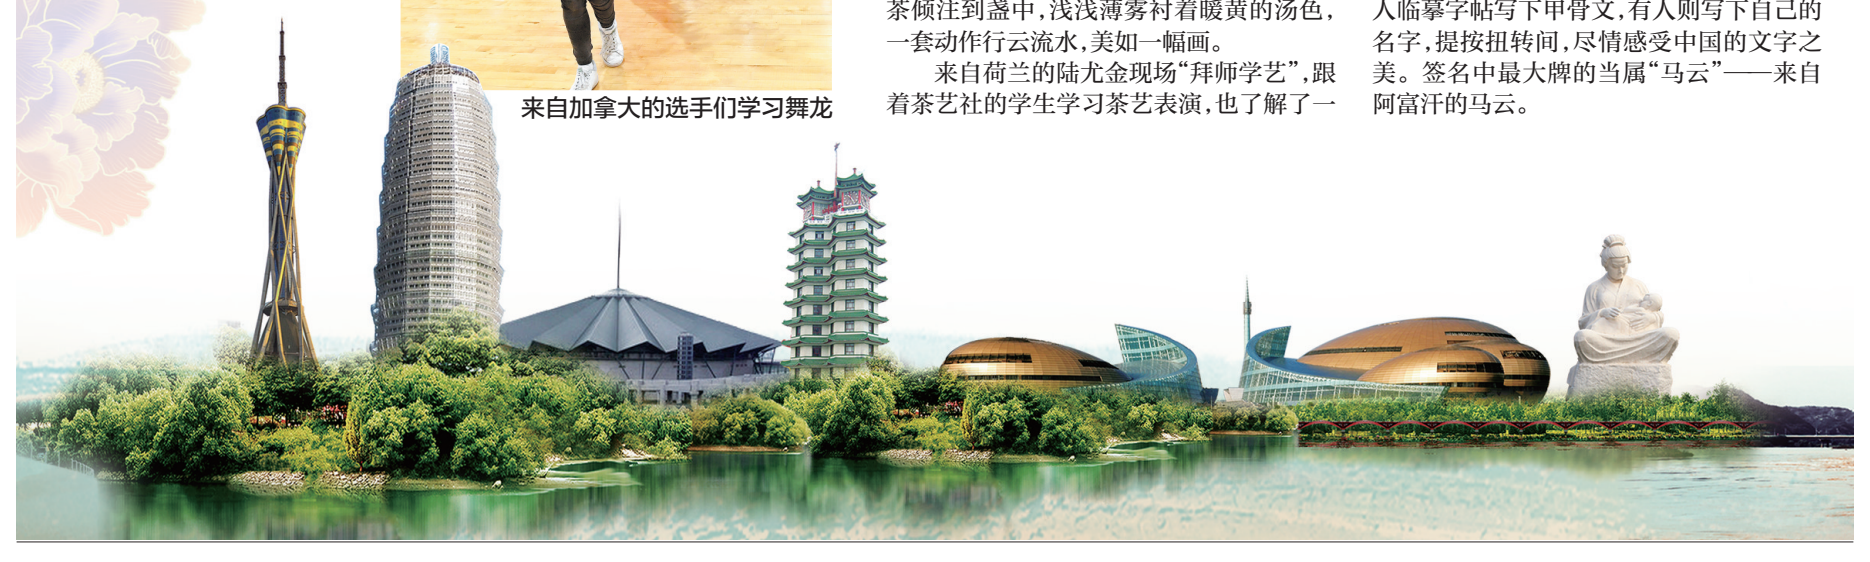 来自加拿大的选手们学习舞龙
茶倾注到盏中，浅浅薄雾衬着暖黄的汤色，
一套动作行云流水，美如一幅画。
来自荷兰的陆尤金现场“拜师学艺”，跟
着茶艺社的学生学习茶艺表演，也了解了一
人临摹字帖写下甲骨文，有人则写下自己的
名字，提按扭转间，尽情感受中国的文字之
美。签名中最大牌的当属“马云”——来自
阿富汗的马云。